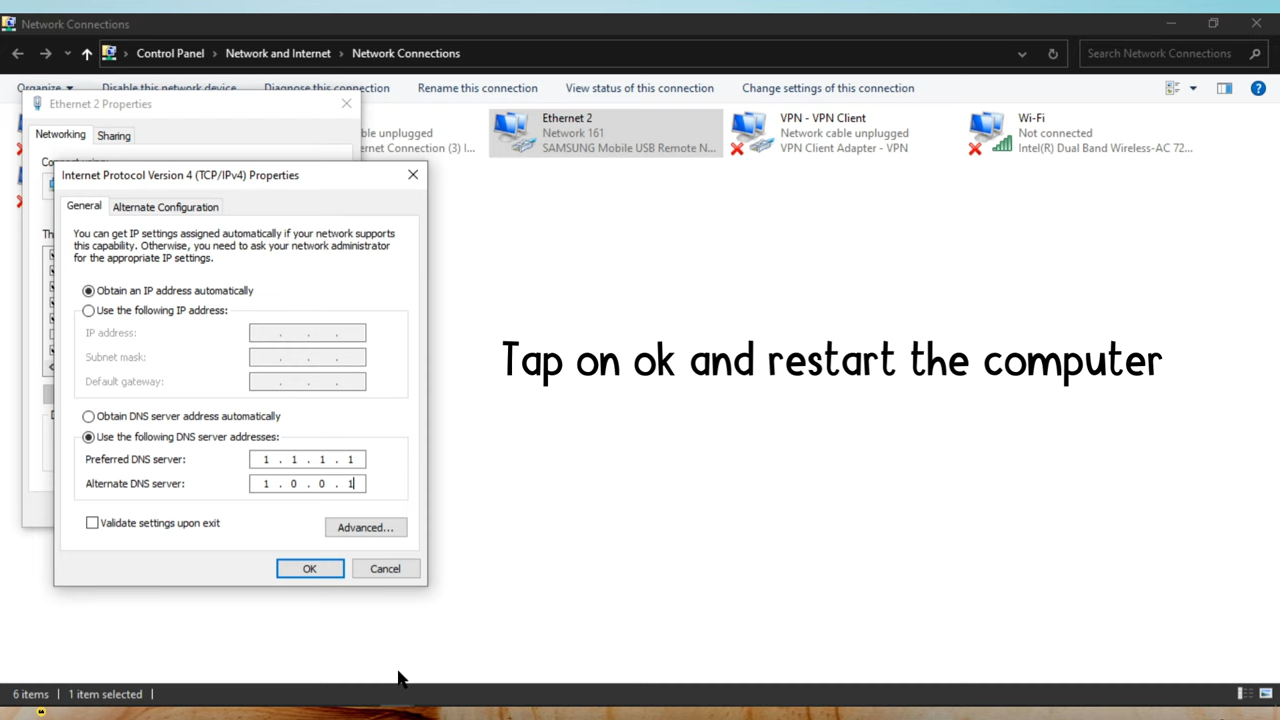 Network Connections
Control Panel Network and Internet Network Connections
Search Network Connections
Organize Disable this network device Diagnose this connection Rename this connection View status of this connection Change settings of this connection
Ethernet 2 Properties
Networking Sharing
ble unplugged
ernet Connection (3) I...
Ethernet 2
Network 161
SAMSUNG Mobile USB Remote N...
VPN - VPN Client
Network cable unplugged
VPN Client Adapter - VPN
Wi-Fi
Not connected
Intel(R) Dual Band Wireless-AC 72...
Internet Protocol Version 4 (TCP/IPv4) Properties
General Alternate Configuration
You can get IP settings assigned automatically if your network supports
this capability. Otherwise, you need to ask your network administrator
for the appropriate IP settings.
Obtain an IP address automatically
Use the following IP address:
IP address: . . .
Subnet mask: . . .
Default gateway: . . .
Obtain DNS server address automatically
Use the following DNS server addresses:
Preferred DNS server: 1 . 1 . 1 . 1
Alternate DNS server: 1 . 0 . 0 . 1
Validate settings upon exit
Advanced...
OK Cancel
Tap on ok and restart the computer
6 items 1 item selected